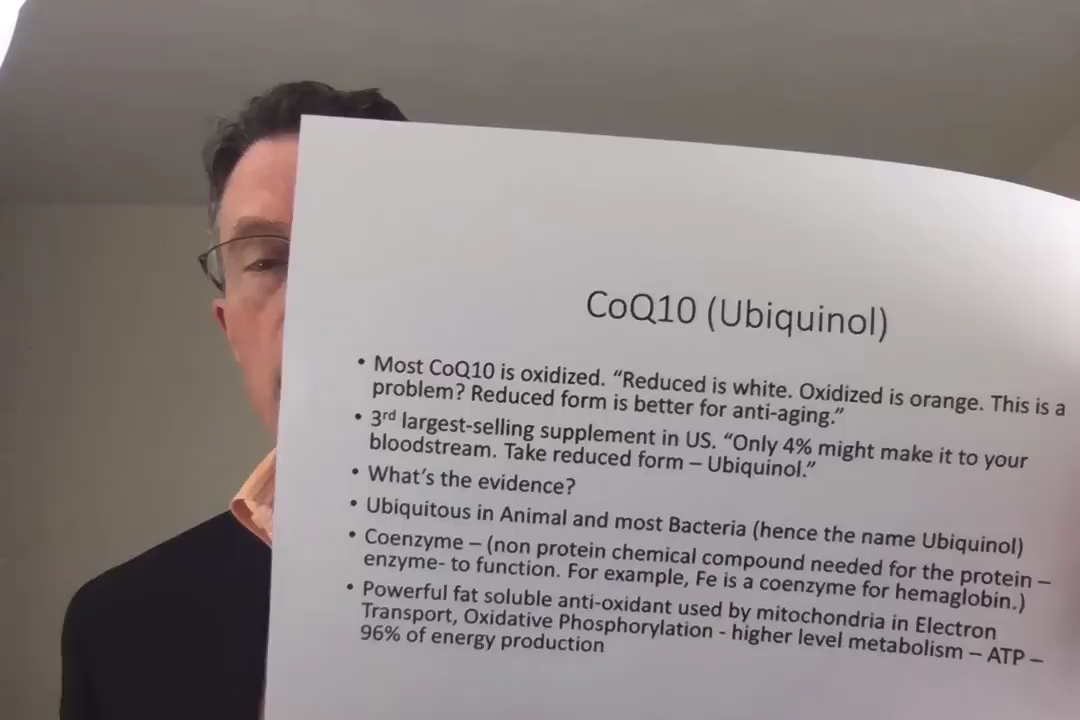 CoQ10 (Ubiquinol)
• Most CoQ10 is oxidized. “Reduced is white. Oxidized is orange. This is a
problem? Reduced form is better for anti-aging.”
• 3rd largest-selling supplement in US. “Only 4% might make it to your
bloodstream. Take reduced form – Ubiquinol.”
• What’s the evidence?
• Ubiquitous in Animal and most Bacteria (hence the name Ubiquinol)
• Coenzyme – (non protein chemical compound needed for the protein –
enzyme- to function. For example, Fe is a coenzyme for hemaglobin.)
• Powerful fat soluble anti-oxidant used by mitochondria in Electron
Transport, Oxidative Phosphorylation - higher level metabolism – ATP –
96% of energy production